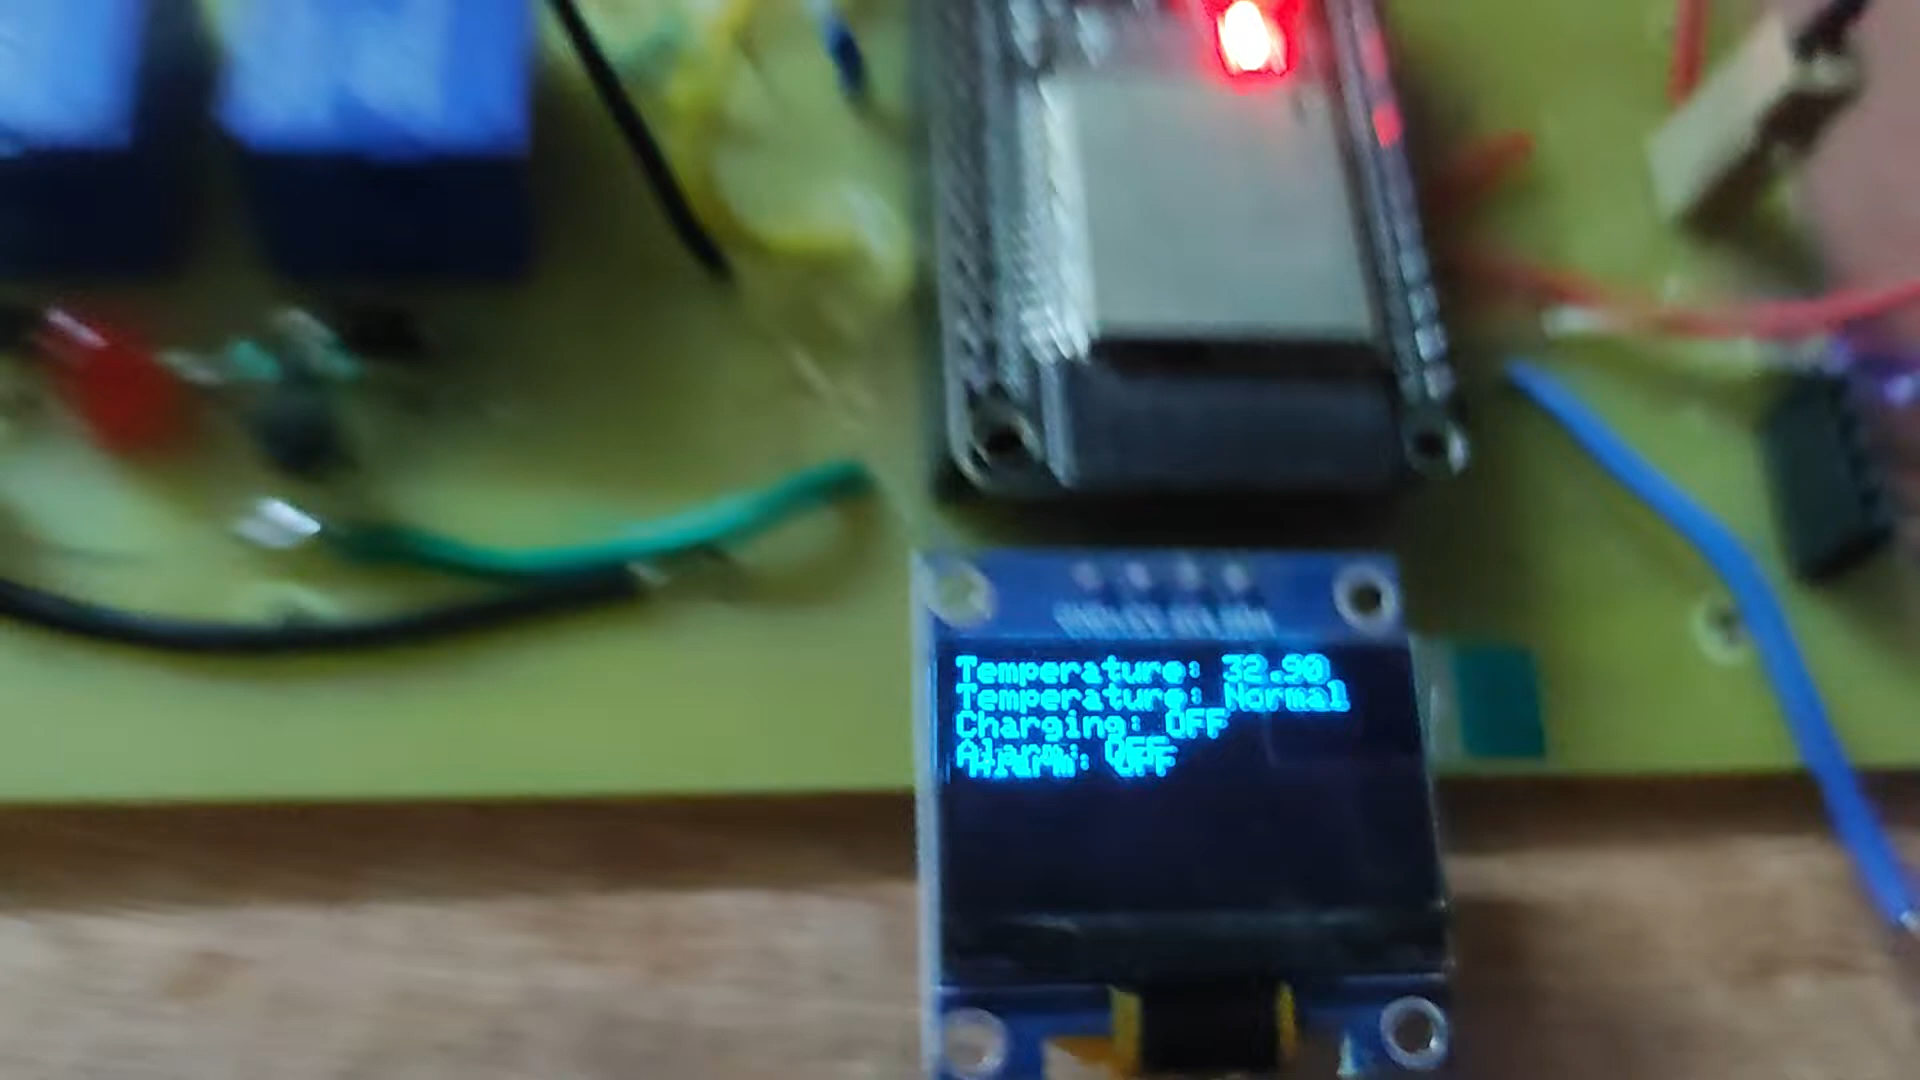 Temperature: 32.90
Temperature: Normal
Charging: OFF
Alarm: OFF